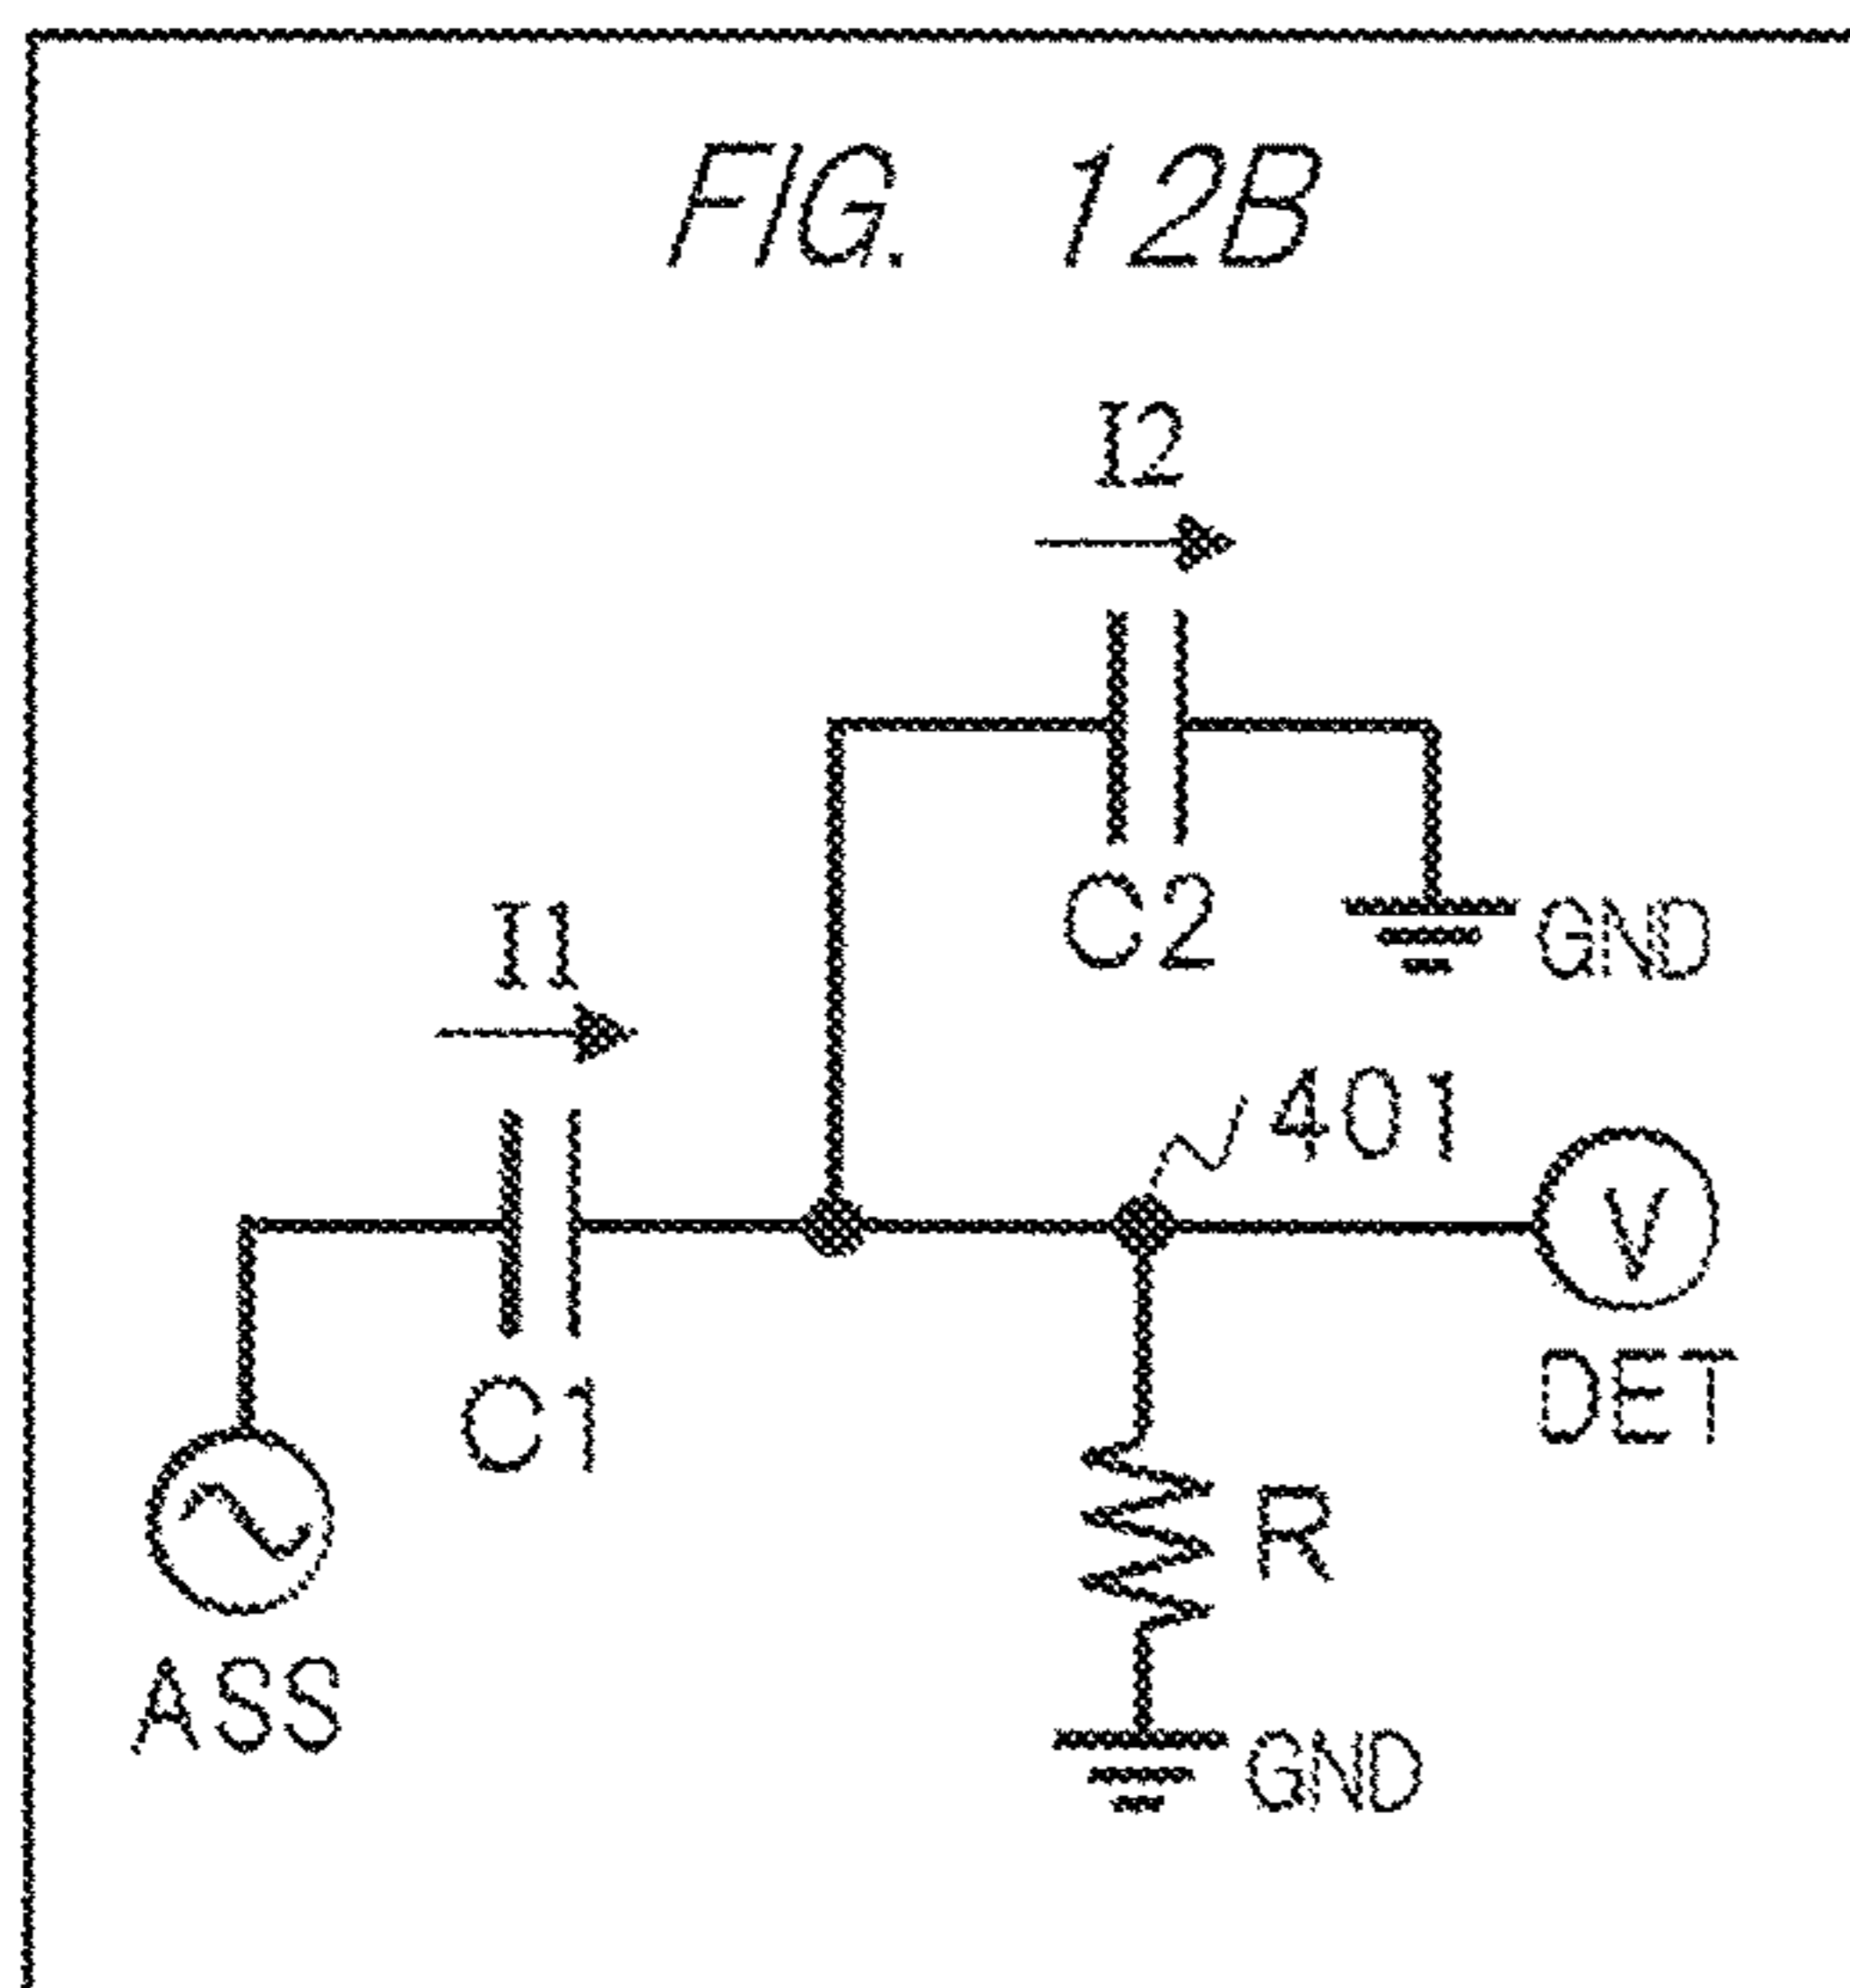 FIG. 12B
I2
C2
GND
I1
401
V
C1
DET
R
ASS
GND